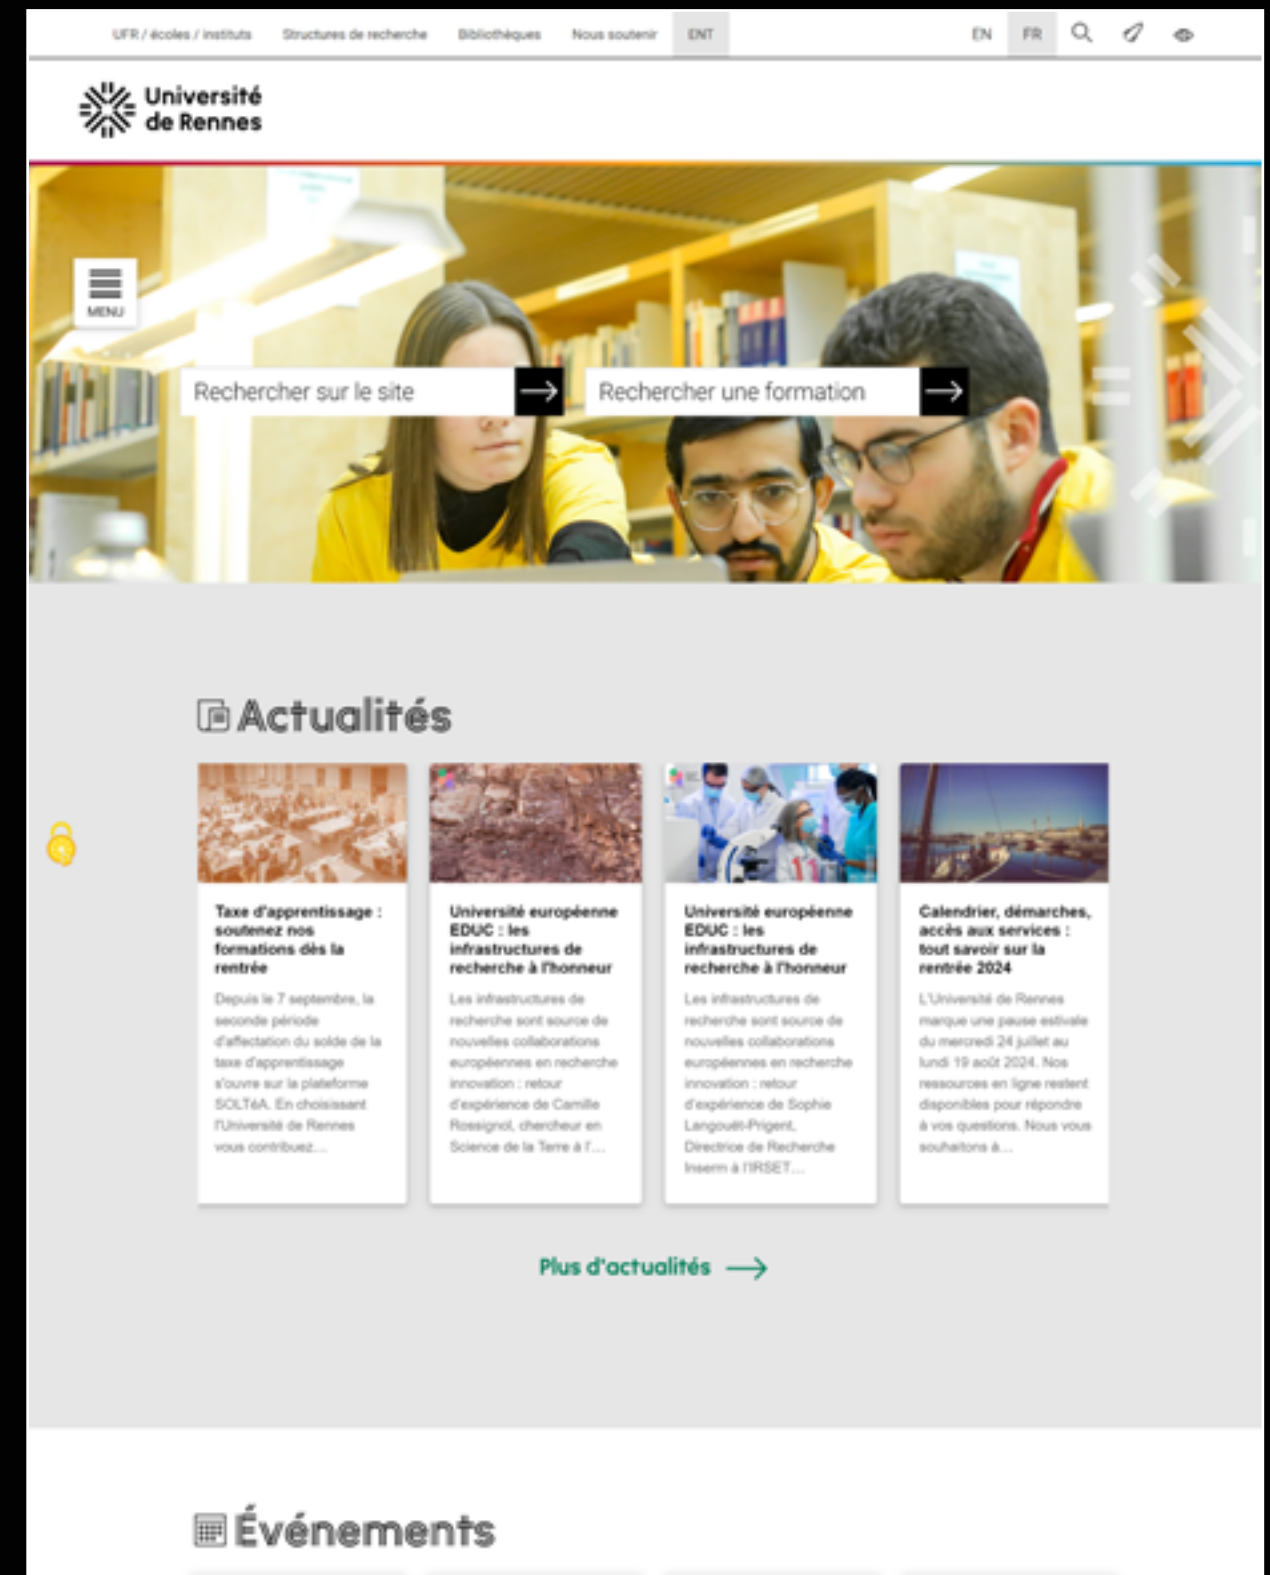 UFR / écoles / instituts Structures de recherche Bibliothèques Nous soutenir ENT EN FR
Université
de Rennes
MENU
Rechercher sur le site
Rechercher une formation
Actualités
Taxe d'apprentissage :
soutenez nos
formations dès la
rentrée
Depuis le 7 septembre, la
seconde période
d'affectation du solde de la
taxe d'apprentissage
s'ouvre sur la plateforme
SOLTéA. En choisissant
l'Université de Rennes
vous contribuez…
Université européenne
EDUC : les
infrastructures de
recherche à l'honneur
Les infrastructures de
recherche sont source de
nouvelles collaborations
européennes en recherche
innovation : retour
d'expérience de Camille
Rossignol, chercheur en
Science de la Terre à l'…
Université européenne
EDUC : les
infrastructures de
recherche à l'honneur
Les infrastructures de
recherche sont source de
nouvelles collaborations
européennes en recherche
innovation : retour
d'expérience de Sophie
Langouët-Prigent,
Directrice de Recherche
Inserm à l'IRSET…
Calendrier, démarches,
accès aux services :
tout savoir sur la
rentrée 2024
L'Université de Rennes
marque une pause estivale
du mercredi 24 juillet au
lundi 19 août 2024. Nos
ressources en ligne restent
disponibles pour répondre
à vos questions. Nous vous
souhaitons à…
Plus d'actualités
Événements